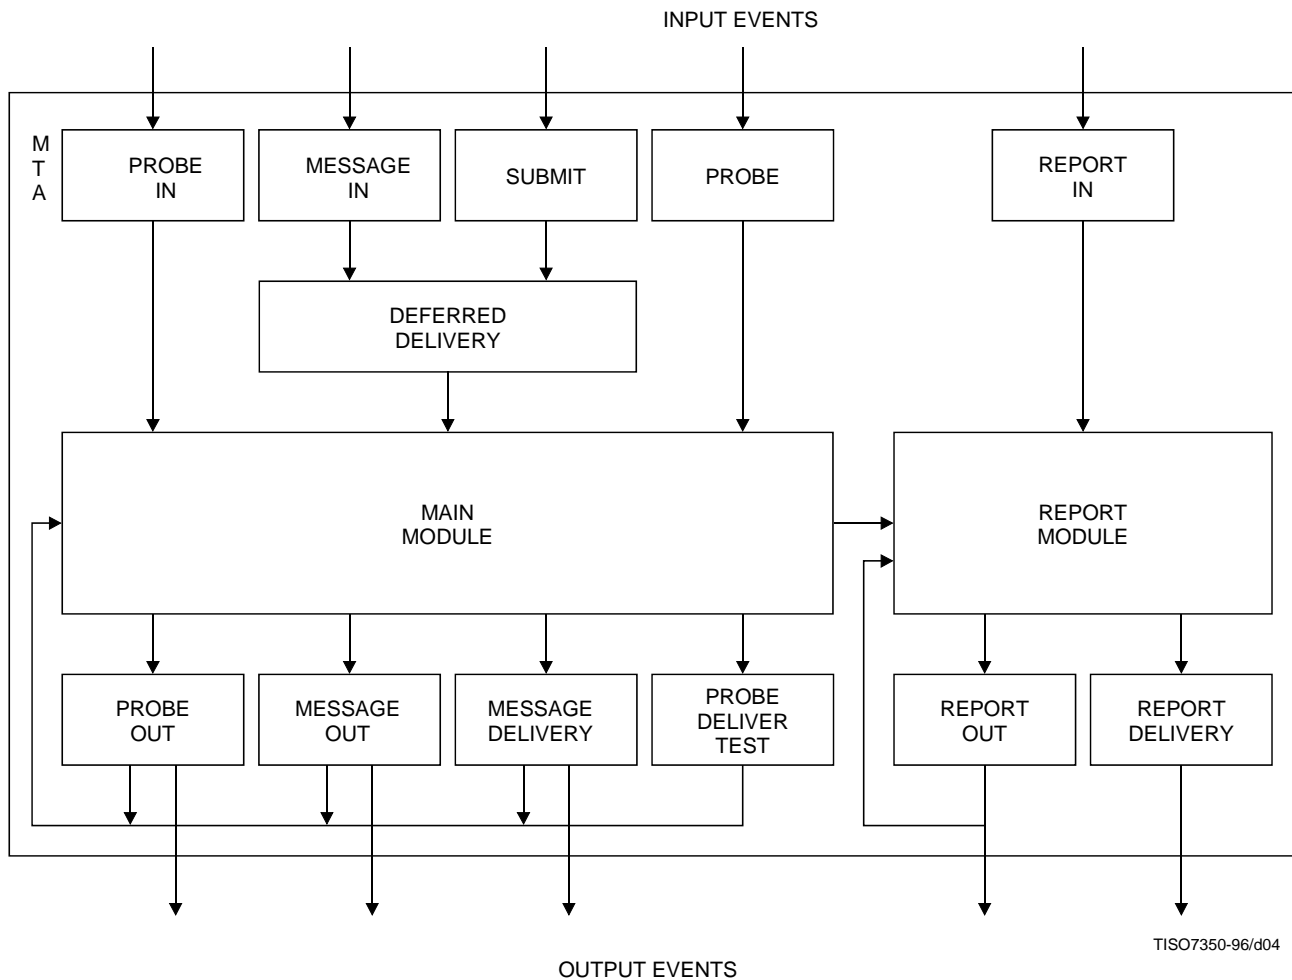 INPUT EVENTS
M
T
A
PROBE
IN
MESSAGE
IN
SUBMIT
PROBE
REPORT
IN
DEFERRED
DELIVERY
MAIN
MODULE
REPORT
MODULE
PROBE
OUT
MESSAGE
OUT
MESSAGE
DELIVERY
PROBE
DELIVER
TEST
REPORT
OUT
REPORT
DELIVERY
TISO7350-96/d04
OUTPUT EVENTS